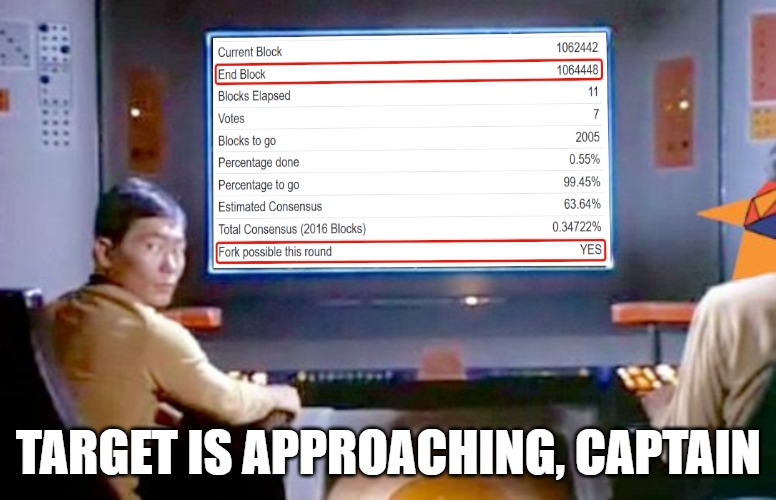 Current Block 1062442
End Block 1064448
Blocks Elapsed 11
Votes 7
Blocks to go 2005
Percentage done 0.55%
Percentage to go 99.45%
Estimated Consensus 63.64%
Total Consensus (2016 Blocks) 0.34722%
Fork possible this round YES
TARGET IS APPROACHING, CAPTAIN